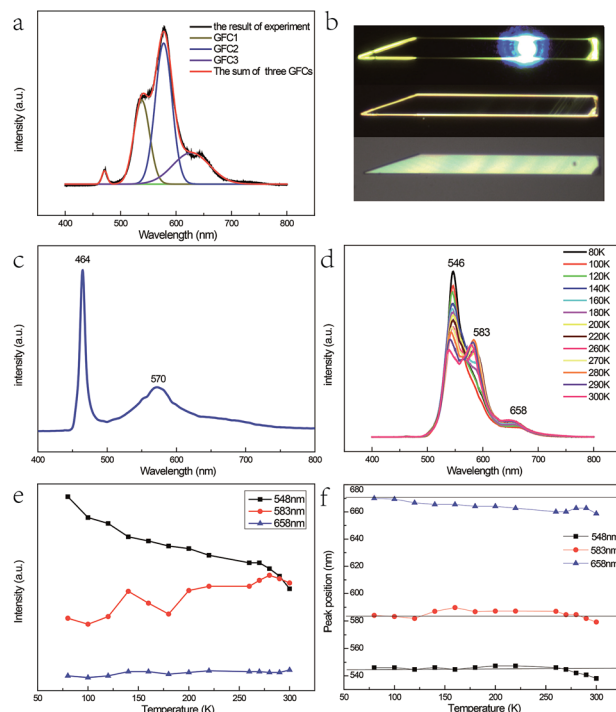 a
the result of experiment
GFC1
GFC2
GFC3
The sum of three GFCs
intensity (a.u.)
400 500 600 700 800
Wavelength (nm)
b
c
464
570
intensity (a.u.)
400 500 600 700 800
Wavelength (nm)
d
546
583
658
80K
100K
120K
140K
160K
180K
200K
220K
260K
270K
280K
290K
300K
intensity (a.u.)
400 500 600 700 800
Wavelength (nm)
e
548nm
583nm
658nm
Intensity (a.u.)
50 100 150 200 250 300
Temperature (K)
f
680
660
640
620
600
580
560
540
548nm
583nm
658nm
Peak position (nm)
50 100 150 200 250 300
Temperature (K)